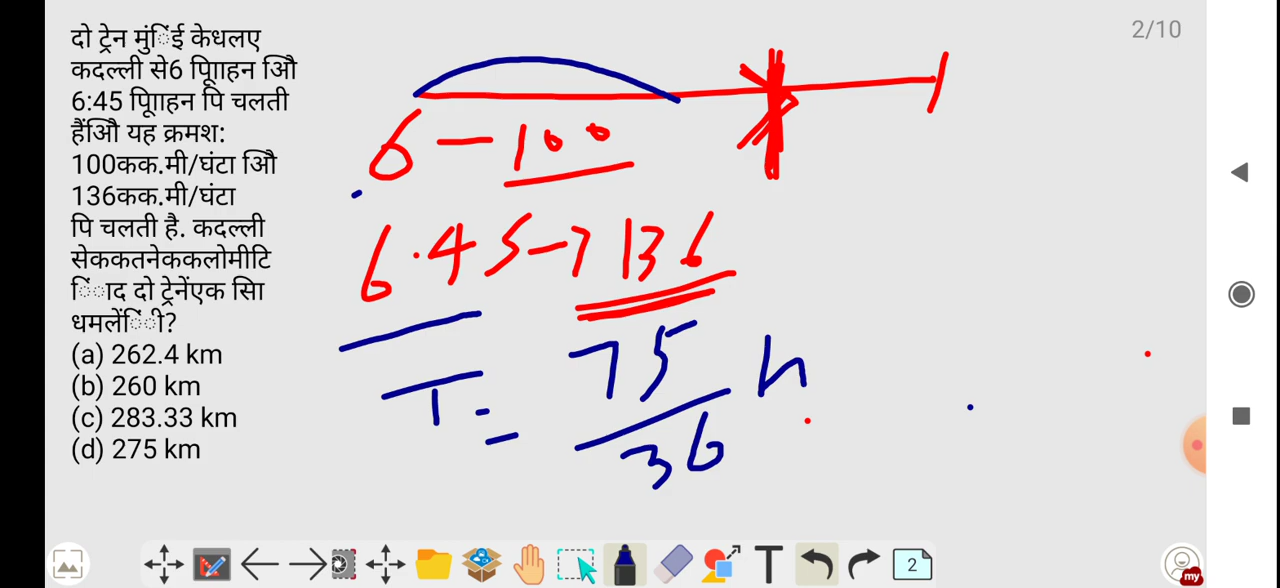 2/10
दो ट्रेन मुंिंई केधलए
कदल्ली से6 पूिााहन औि
6:45 पूिााहन पि चलती
हैंऔि यह क्रमश:
100कक.मी/घंटा औि
136कक.मी/घंटा
पि चलती है. कदल्ली
सेककतनेककलोमीटि
िंाद दो ट्रेनेंएक सिा
धमलेंिंी?
(a) 262.4 km
(b) 260 km
(c) 283.33 km
(d) 275 km
6 - 100
6.45 - 7 136
T = 75/36 h
T
2
my